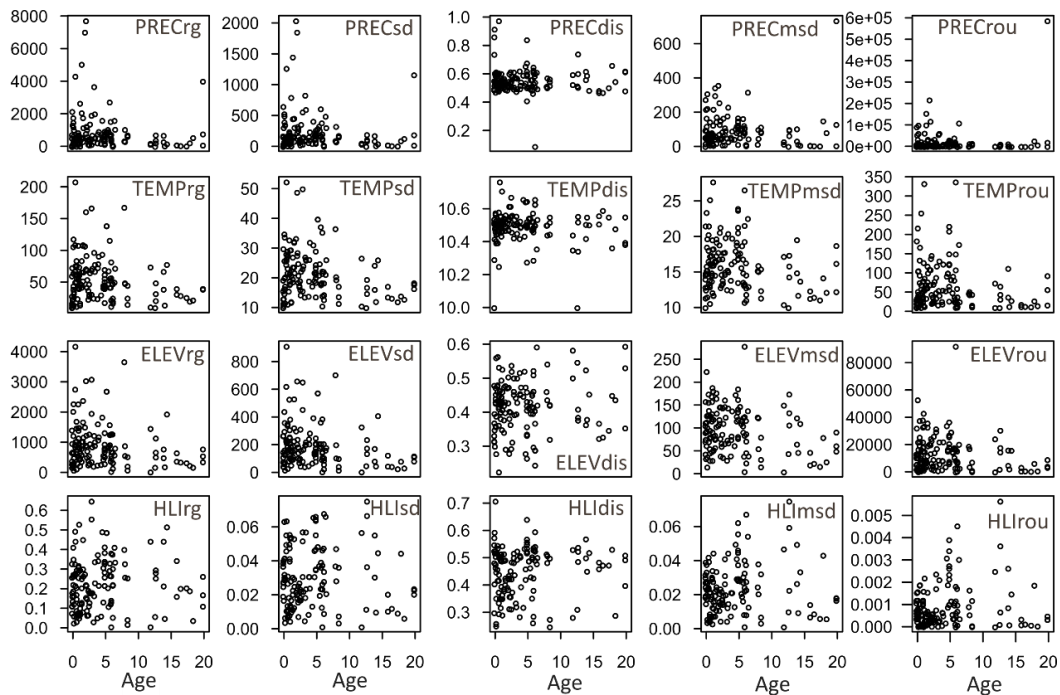 PRECrg PRECsd PRECdis PRECmsd PRECrou
8000 2000 1.0 6e+05
6000 1500 0.8 600 5e+05
4000 1000 0.6 400 4e+05
3e+05
2000 500 0.4 200 2e+05
0.2 1e+05
0 0 0 0e+00
TEMPrg TEMPsd TEMPdis TEMPmsd TEMProu
200 50 10.6 25 350
300
150 40 10.4 250
20 200
100 30 10.2 150
50 20 15 100
50
10 10.0 10 0
ELEVrg ELEVsd ELEVdis ELEVmsd ELEVrou
4000 800 0.6 250 80000
3000 600 0.5 200 60000
2000 400 0.4 150 40000
1000 200 0.3 100 20000
50
0 0 0 0
HLIrg HLIsd HLIdis HLImsd HLIrou
0.6 0.7 0.005
0.5 0.06 0.6 0.06 0.004
0.4 0.04 0.5 0.04 0.003
0.3 0.002
0.2 0.02 0.4 0.02 0.001
0.1 0.3
0.0 0.00 0.00 0.000
0 5 10 15 20 0 5 10 15 20 0 5 10 15 20 0 5 10 15 20 0 5 10 15 20
Age Age Age Age Age